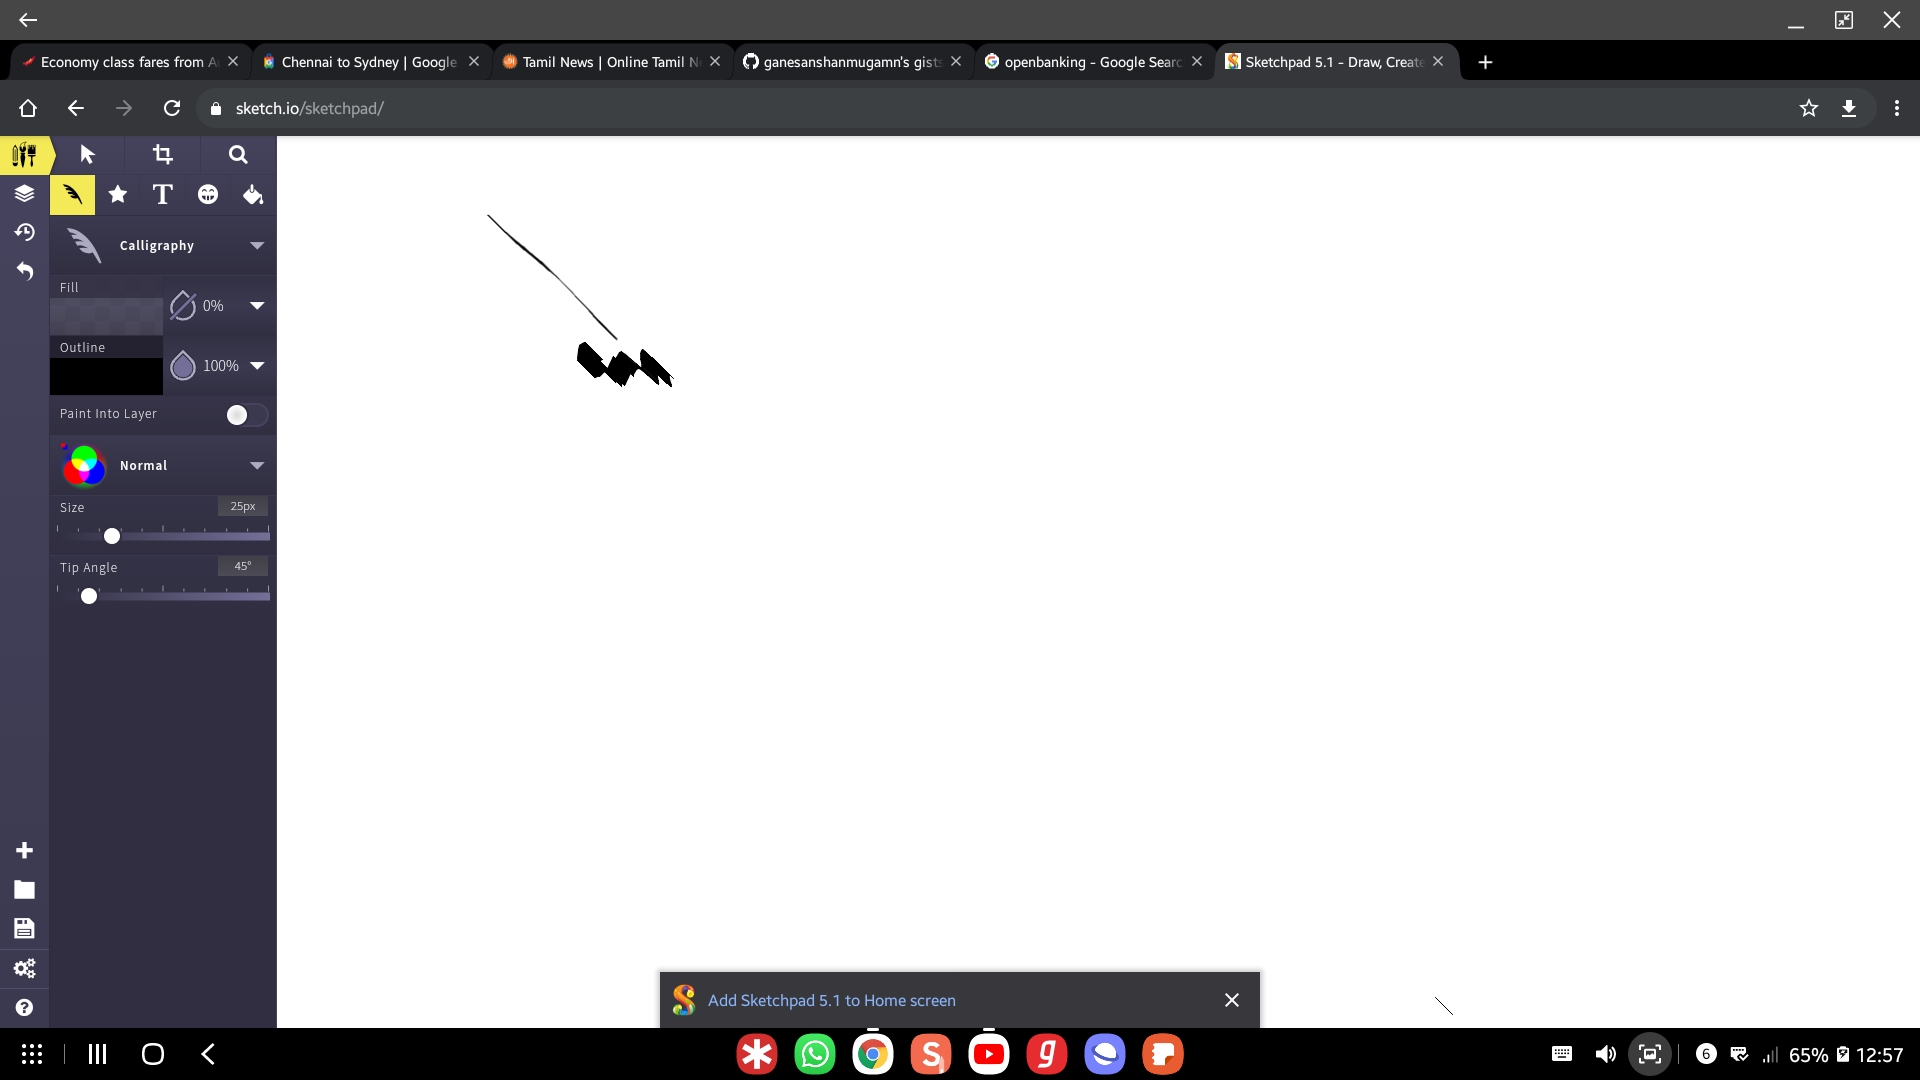 Economy class fares from A
Chennai to Sydney | Google
Tamil News | Online Tamil N
ganesanshanmugamn's gists
openbanking - Google Searc
Sketchpad 5.1 - Draw, Create
sketch.io/sketchpad/
T
Calligraphy
Fill
0%
Outline
100%
Paint Into Layer
Normal
Size
25px
Tip Angle
45°
Add Sketchpad 5.1 to Home screen
S
g
6
65%
12:57